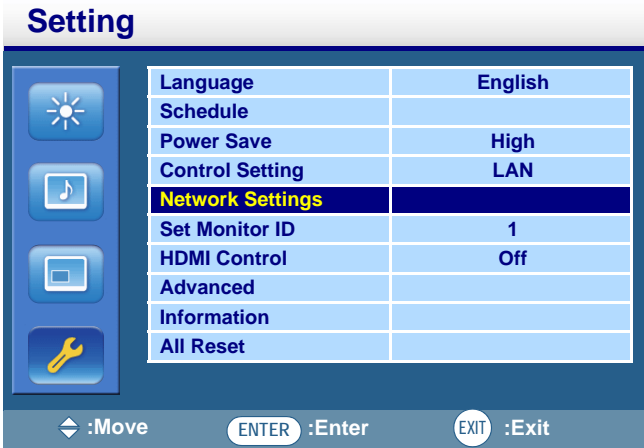 Setting
Language English
Schedule
Power Save High
Control Setting LAN
Network Settings
Set Monitor ID 1
HDMI Control Off
Advanced
Information
All Reset
:Move ENTER :Enter EXIT :Exit